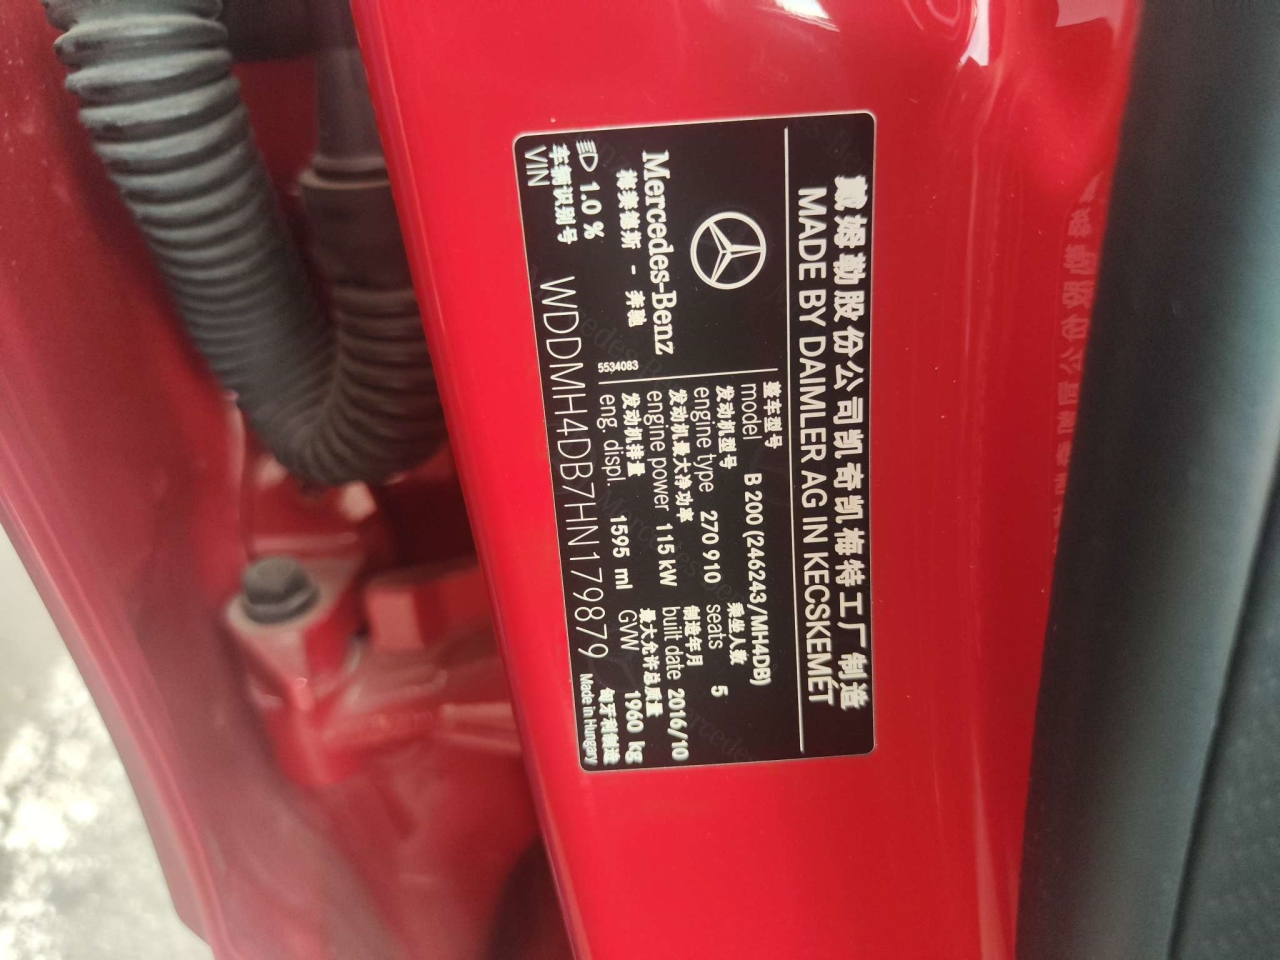 戴姆勒股份公司凯奇凯梅特工厂制造
MADE BY DAIMLER AG IN KECSKEMÉT
Mercedes-Benz
梅赛德斯 - 奔驰
5534083
整车型号
model B 200 (246243/MH4DB)
发动机型号 乘坐人数
engine type 270 910 seats 5
发动机最大净功率 制造年月
engine power 115 kW built date 2016/10
发动机排量 最大允许总质量
eng. displ. 1595 ml GVW 1960 kg
1.0 %
车辆识别号
VIN WDDMH4DB7HN179879
匈牙利制造
Made in Hungary